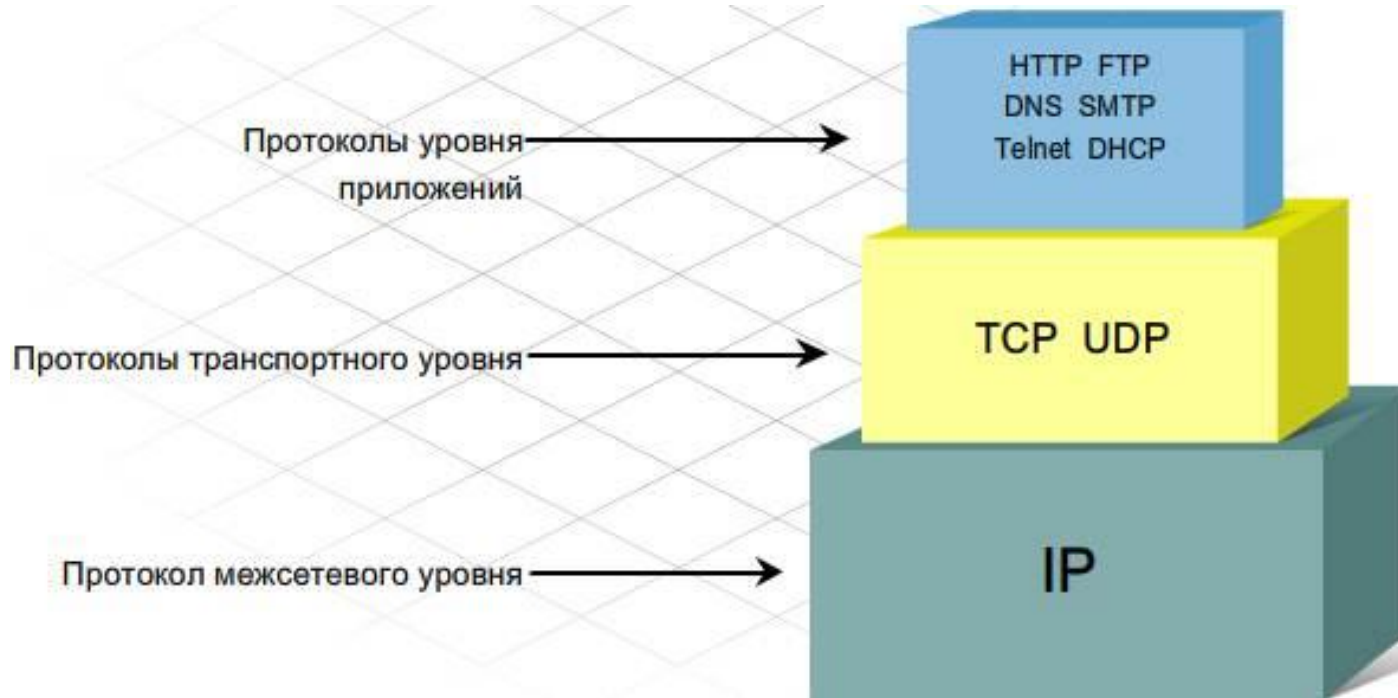 HTTP FTP
DNS SMTP
Telnet DHCP
Протоколы уровня
приложений
TCP UDP
Протоколы транспортного уровня
IP
Протокол межсетевого уровня